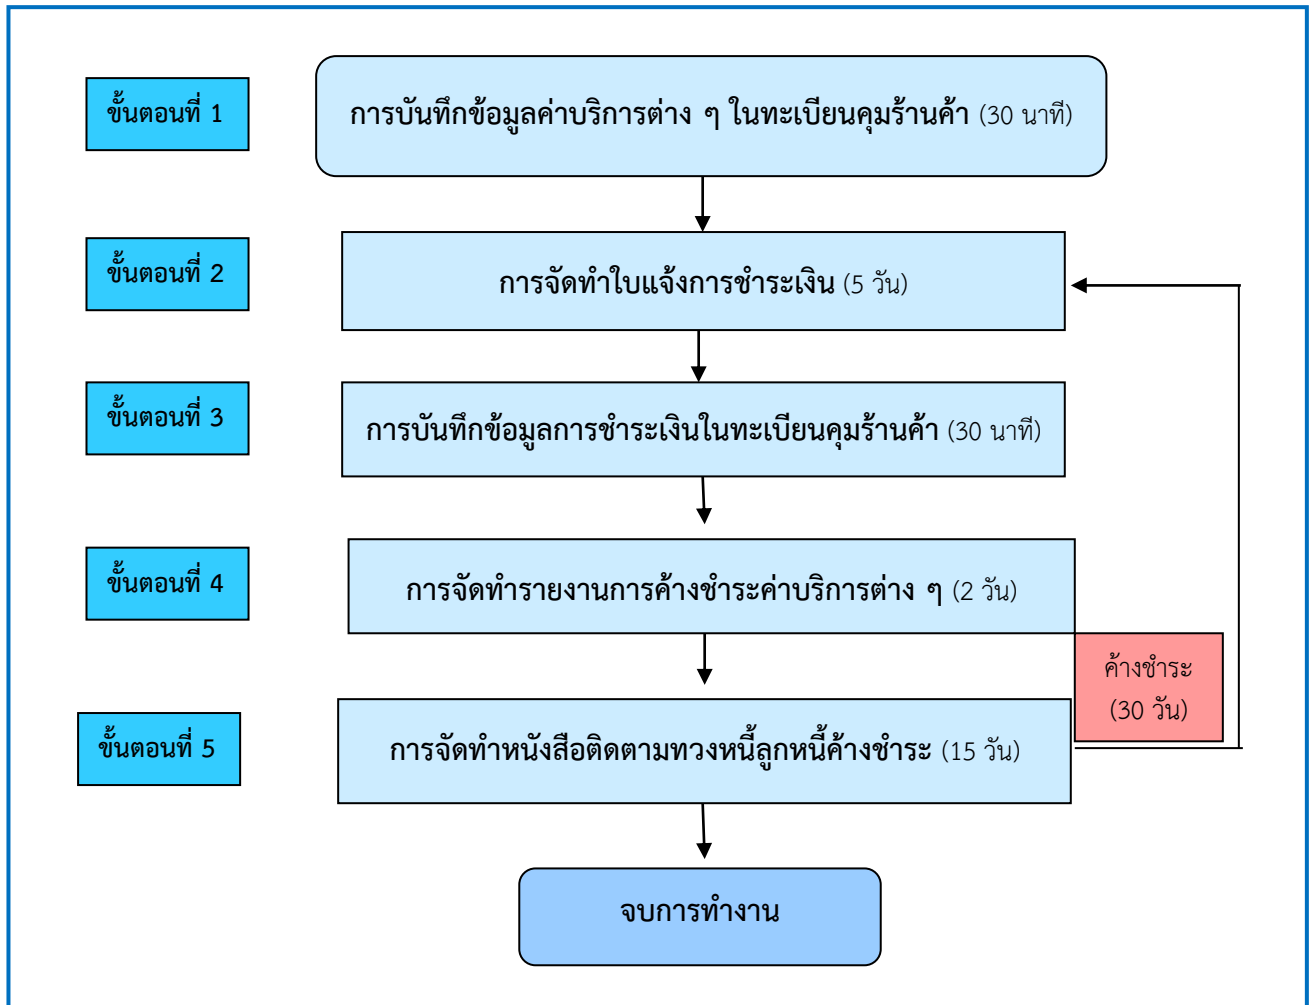 ขั้นตอนที่ 1
การบันทึกข้อมูลค่าบริการต่าง ๆ ในทะเบียนคุมร้านค้า (30 นาที)
ขั้นตอนที่ 2
การจัดทำใบแจ้งการชำระเงิน (5 วัน)
ขั้นตอนที่ 3
การบันทึกข้อมูลการชำระเงินในทะเบียนคุมร้านค้า (30 นาที)
ขั้นตอนที่ 4
การจัดทำรายงานการค้างชำระค่าบริการต่าง ๆ (2 วัน)
ค้างชำระ
(30 วัน)
ขั้นตอนที่ 5
การจัดทำหนังสือติดตามทวงหนี้ลูกหนี้ค้างชำระ (15 วัน)
จบการทำงาน